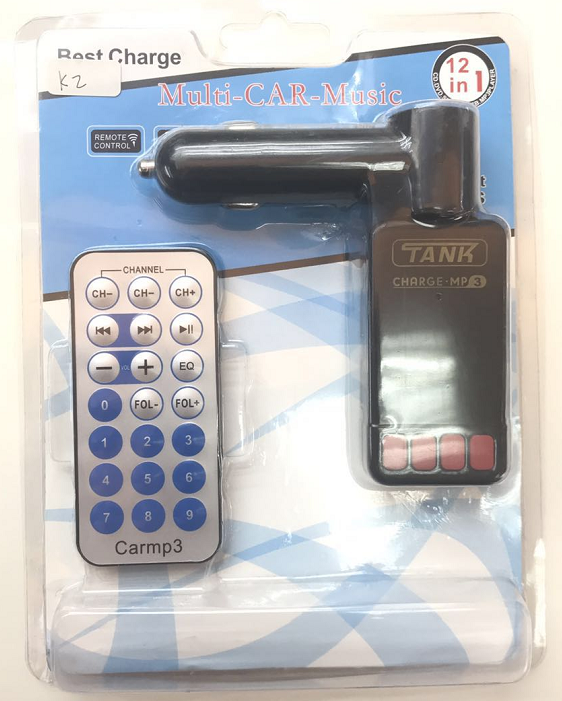 Best Charge
K2
Multi-CAR-Music
12
in 1
REMOTE
CONTROL
TANK
CHARGE·MP3
CHANNEL
CH− CH− CH+
− VOL + EQ
0 FOL- FOL+
1 2 3
4 5 6
7 8 9
Carmp3